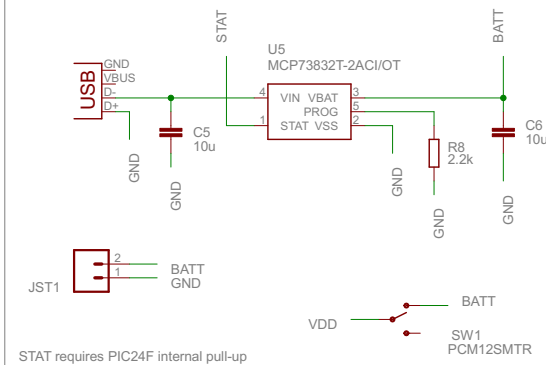 STAT
BATT
U5
MCP73832T-2ACI/OT
USB
GND
VBUS
D-
D+
4 VIN VBAT 3
PROG 5
1 STAT VSS 2
C5
10u
R8
2.2k
C6
10u
GND
GND
GND
GND
GND
JST1
2 BATT
1 GND
VDD
BATT
SW1
PCM12SMTR
STAT requires PIC24F internal pull-up